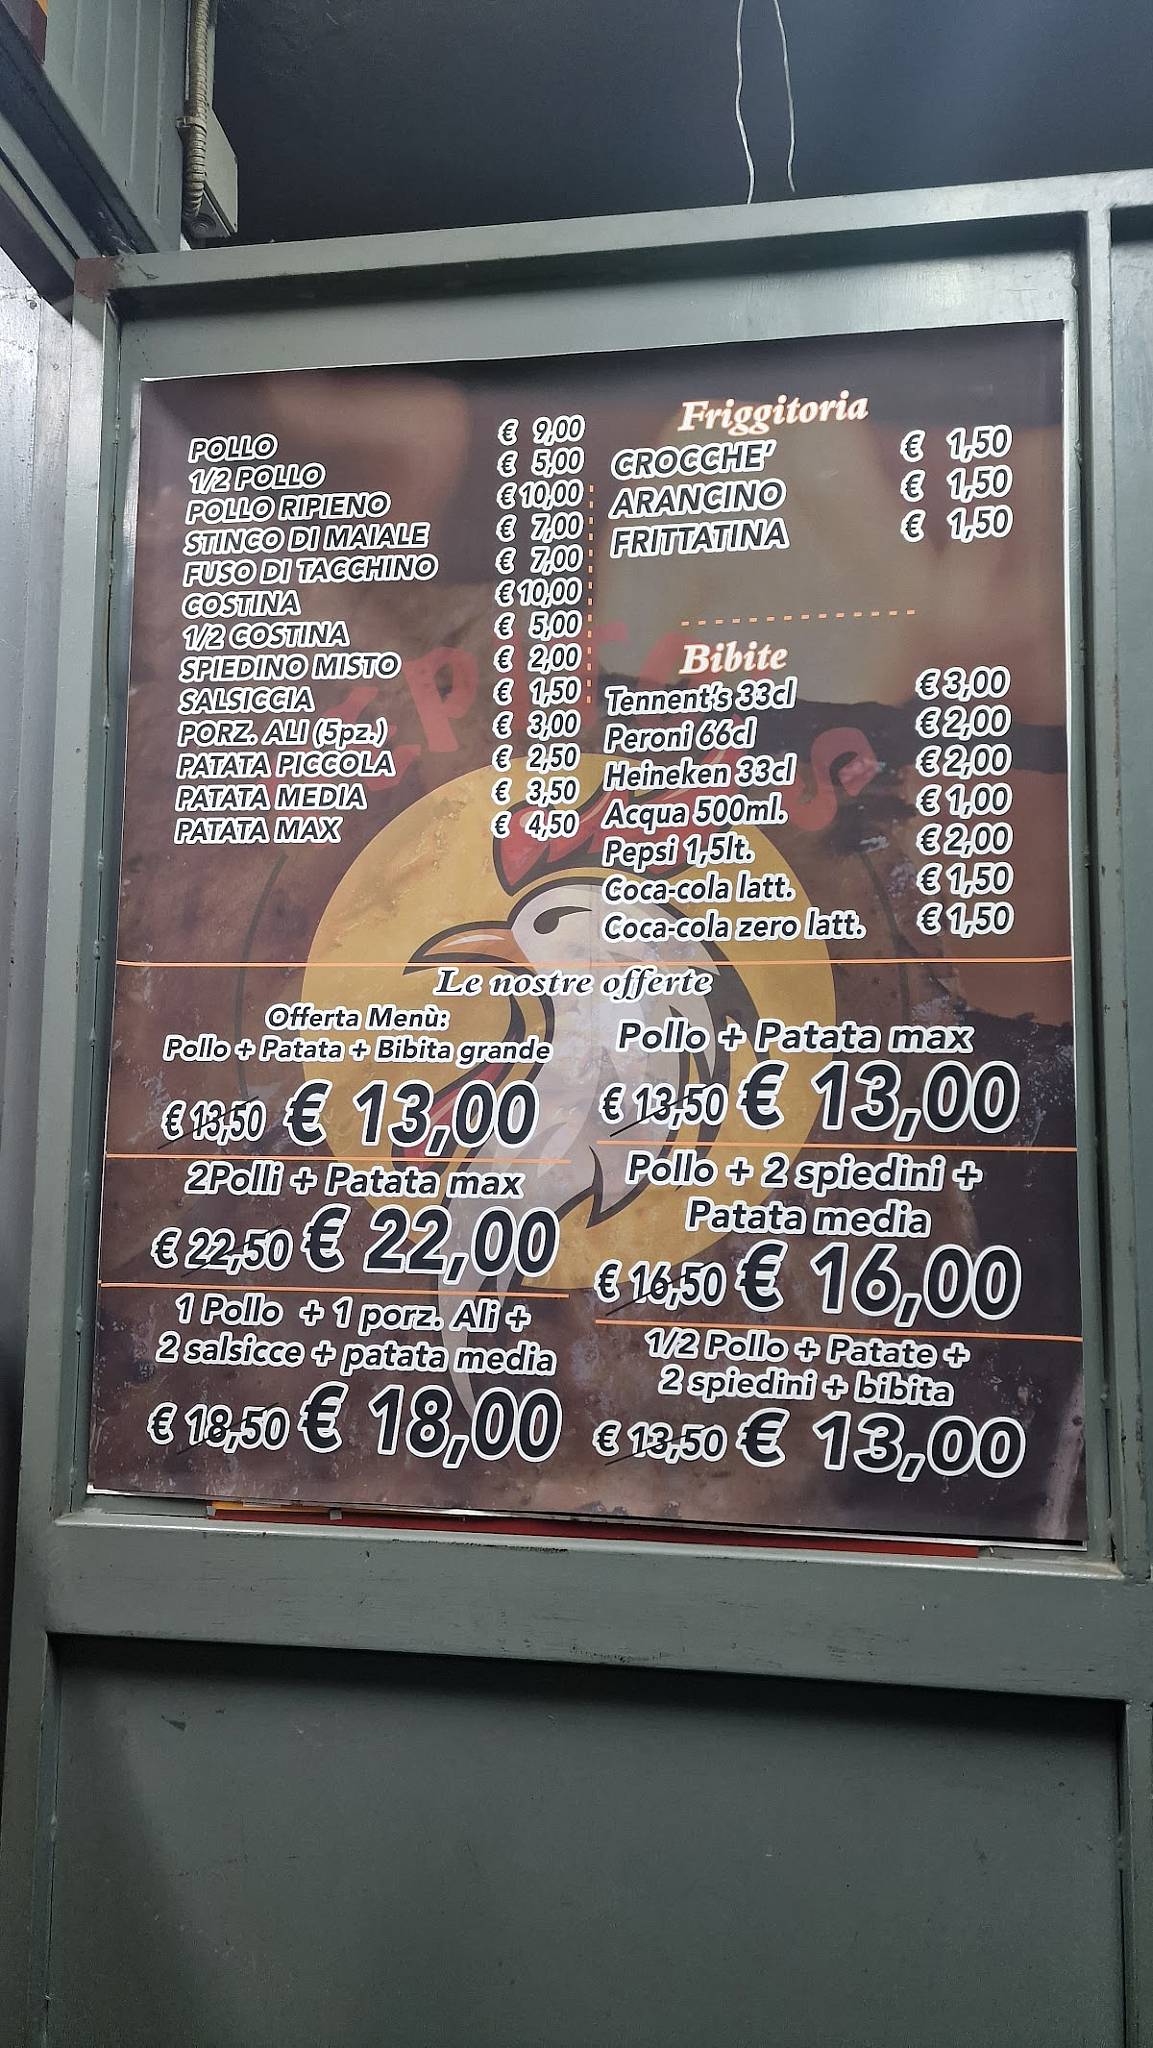 POLLO € 9,00
1/2 POLLO € 5,00
POLLO RIPIENO € 10,00
STINCO DI MAIALE € 7,00
FUSO DI TACCHINO € 7,00
COSTINA € 10,00
1/2 COSTINA € 5,00
SPIEDINO MISTO € 2,00
SALSICCIA € 1,50
PORZ. ALI (5pz.) € 3,00
PATATA PICCOLA € 2,50
PATATA MEDIA € 3,50
PATATA MAX € 4,50
Friggitoria
CROCCHE' € 1,50
ARANCINO € 1,50
FRITTATINA € 1,50
Bibite
Tennent's 33cl € 3,00
Peroni 66cl € 2,00
Heineken 33cl € 2,00
Acqua 500ml. € 1,00
Pepsi 1,5lt. € 2,00
Coca-cola latt. € 1,50
Coca-cola zero latt. € 1,50
Le nostre offerte
Offerta Menù:
Pollo + Patata + Bibita grande
€ 13,50 € 13,00
2Polli + Patata max
€ 22,50 € 22,00
1 Pollo + 1 porz. Ali +
2 salsicce + patata media
€ 18,50 € 18,00
Pollo + Patata max
€ 13,50 € 13,00
Pollo + 2 spiedini +
Patata media
€ 16,50 € 16,00
1/2 Pollo + Patate +
2 spiedini + bibita
€ 13,50 € 13,00